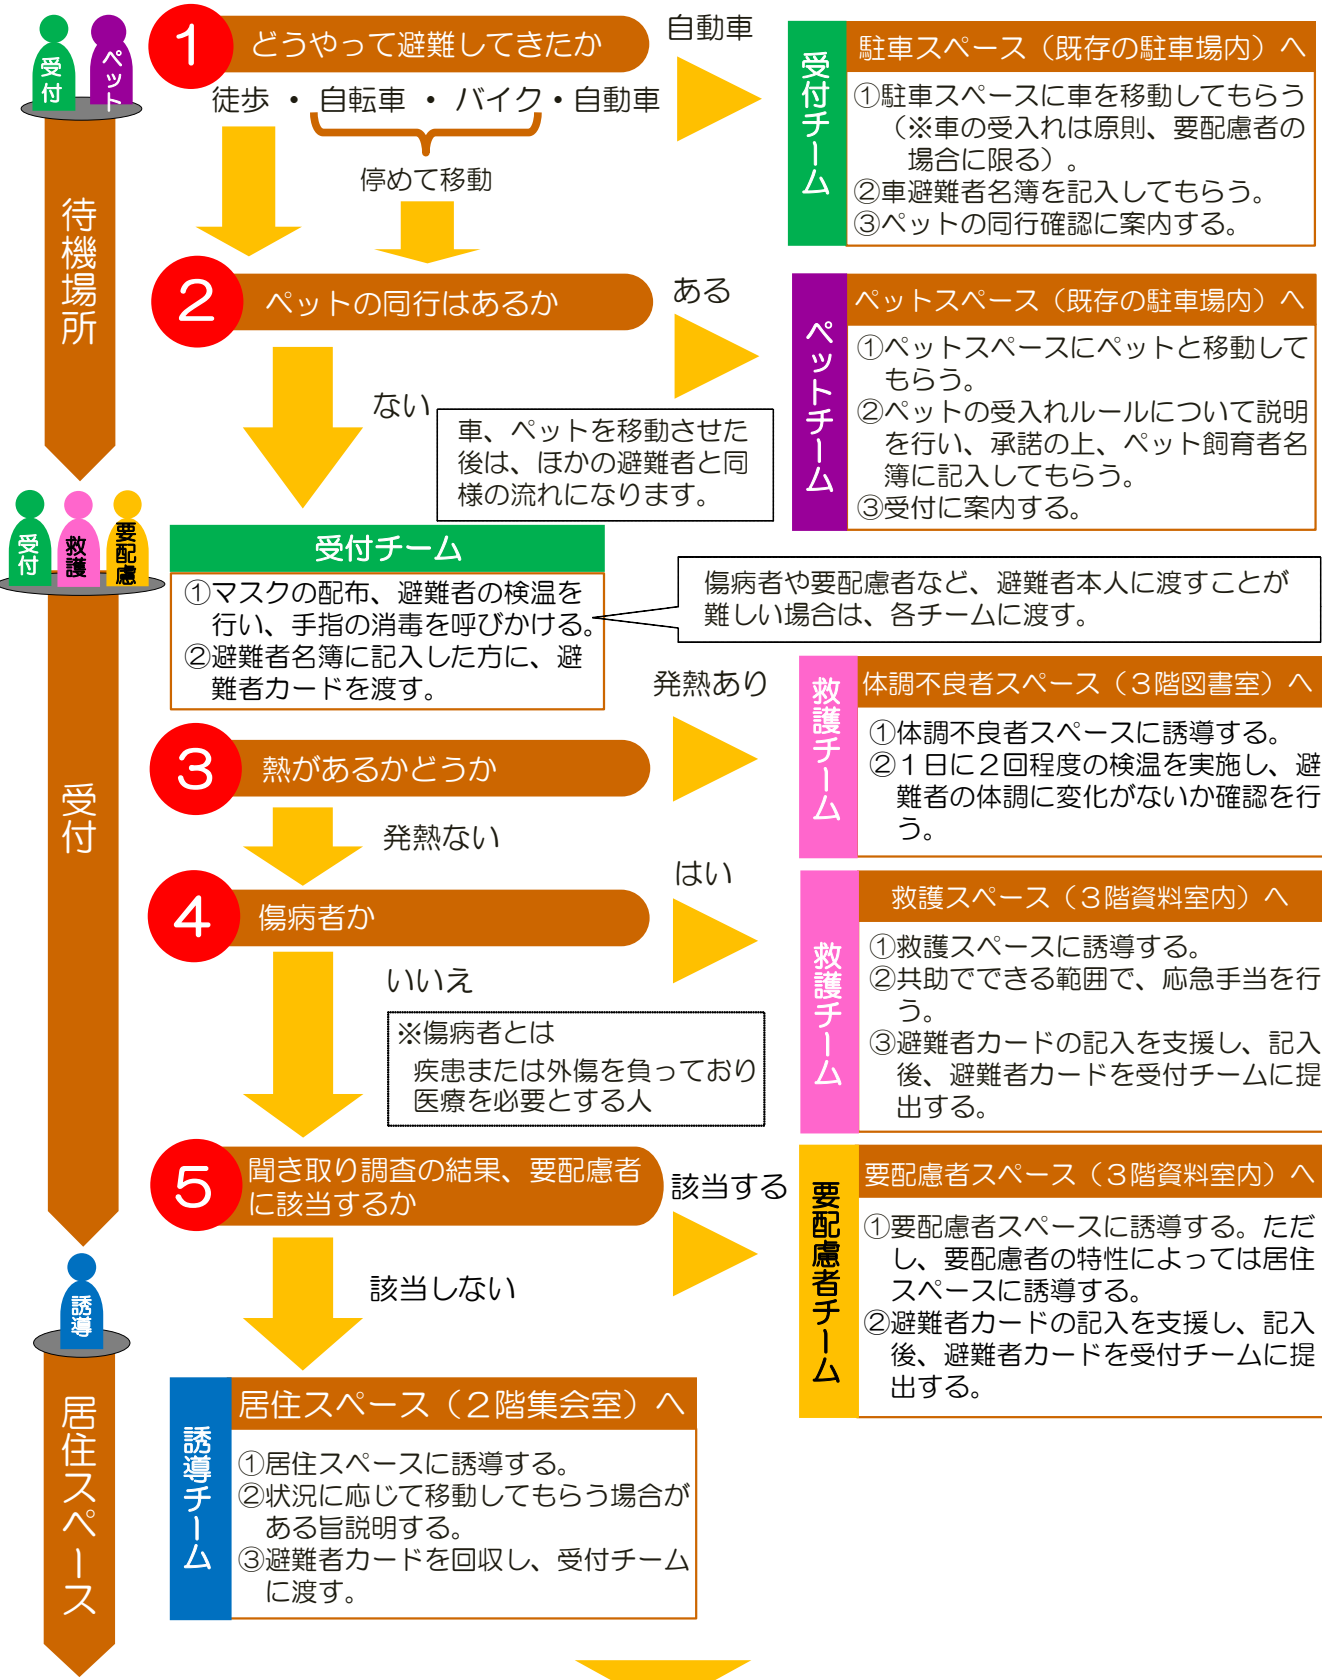 受付
ペット
待機場所
1
どうやって避難してきたか
自動車
徒歩 ・ 自転車 ・ バイク・自動車
停めて移動
受付チーム
駐車スペース（既存の駐車場内）へ
①駐車スペースに車を移動してもらう
（※車の受入れは原則、要配慮者の
場合に限る）。
②車避難者名簿を記入してもらう。
③ペットの同行確認に案内する。
2
ペットの同行はあるか
ある
ない
ペットチーム
ペットスペース（既存の駐車場内）へ
①ペットスペースにペットと移動して
もらう。
②ペットの受入れルールについて説明
を行い、承諾の上、ペット飼育者名
簿に記入してもらう。
③受付に案内する。
車、ペットを移動させた
後は、ほかの避難者と同
様の流れになります。
受付
救護
要配慮
受付
受付チーム
①マスクの配布、避難者の検温を
行い、手指の消毒を呼びかける。
②避難者名簿に記入した方に、避
難者カードを渡す。
傷病者や要配慮者など、避難者本人に渡すことが
難しい場合は、各チームに渡す。
3
熱があるかどうか
発熱あり
発熱ない
救護チーム
体調不良者スペース（３階図書室）へ
①体調不良者スペースに誘導する。
②１日に２回程度の検温を実施し、避
難者の体調に変化がないか確認を行
う。
4
傷病者か
はい
いいえ
救護チーム
救護スペース（３階資料室内）へ
①救護スペースに誘導する。
②共助でできる範囲で、応急手当を行
う。
③避難者カードの記入を支援し、記入
後、避難者カードを受付チームに提
出する。
※傷病者とは
疾患または外傷を負っており
医療を必要とする人
5
聞き取り調査の結果、要配慮者
に該当するか
該当する
該当しない
要配慮者チーム
要配慮者スペース（３階資料室内）へ
①要配慮者スペースに誘導する。ただ
し、要配慮者の特性によっては居住
スペースに誘導する。
②避難者カードの記入を支援し、記入
後、避難者カードを受付チームに提
出する。
誘導
居住スペース
誘導チーム
居住スペース（２階集会室）へ
①居住スペースに誘導する。
②状況に応じて移動してもらう場合が
ある旨説明する。
③避難者カードを回収し、受付チーム
に渡す。